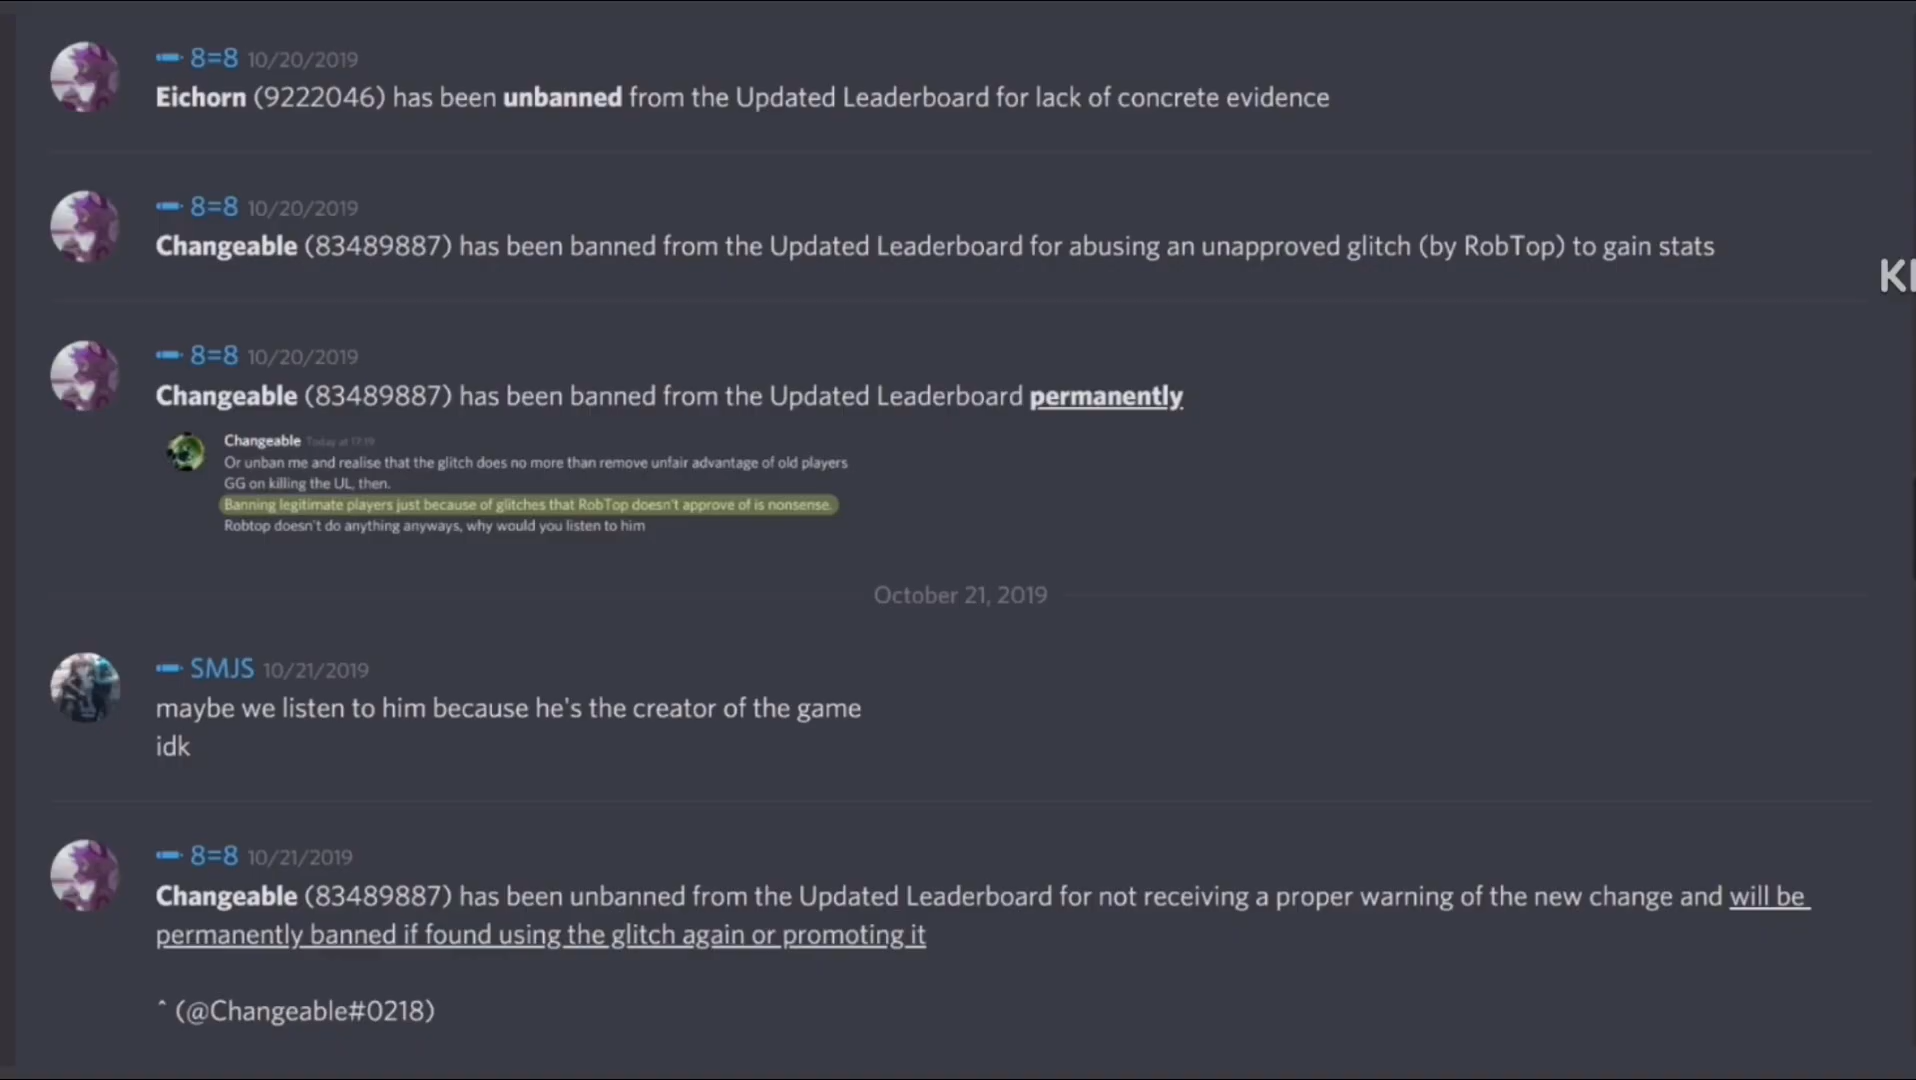 8=8 10/20/2019
Eichorn (9222046) has been unbanned from the Updated Leaderboard for lack of concrete evidence
8=8 10/20/2019
Changeable (83489887) has been banned from the Updated Leaderboard for abusing an unapproved glitch (by RobTop) to gain stats
8=8 10/20/2019
Changeable (83489887) has been banned from the Updated Leaderboard permanently
Changeable Today at 17:19
Or unban me and realise that the glitch does no more than remove unfair advantage of old players
GG on killing the UL, then.
Banning legitimate players just because of glitches that RobTop doesn't approve of is nonsense.
Robtop doesn't do anything anyways, why would you listen to him
October 21, 2019
SMJS 10/21/2019
maybe we listen to him because he's the creator of the game
idk
8=8 10/21/2019
Changeable (83489887) has been unbanned from the Updated Leaderboard for not receiving a proper warning of the new change and will be
permanently banned if found using the glitch again or promoting it
^ (@Changeable#0218)